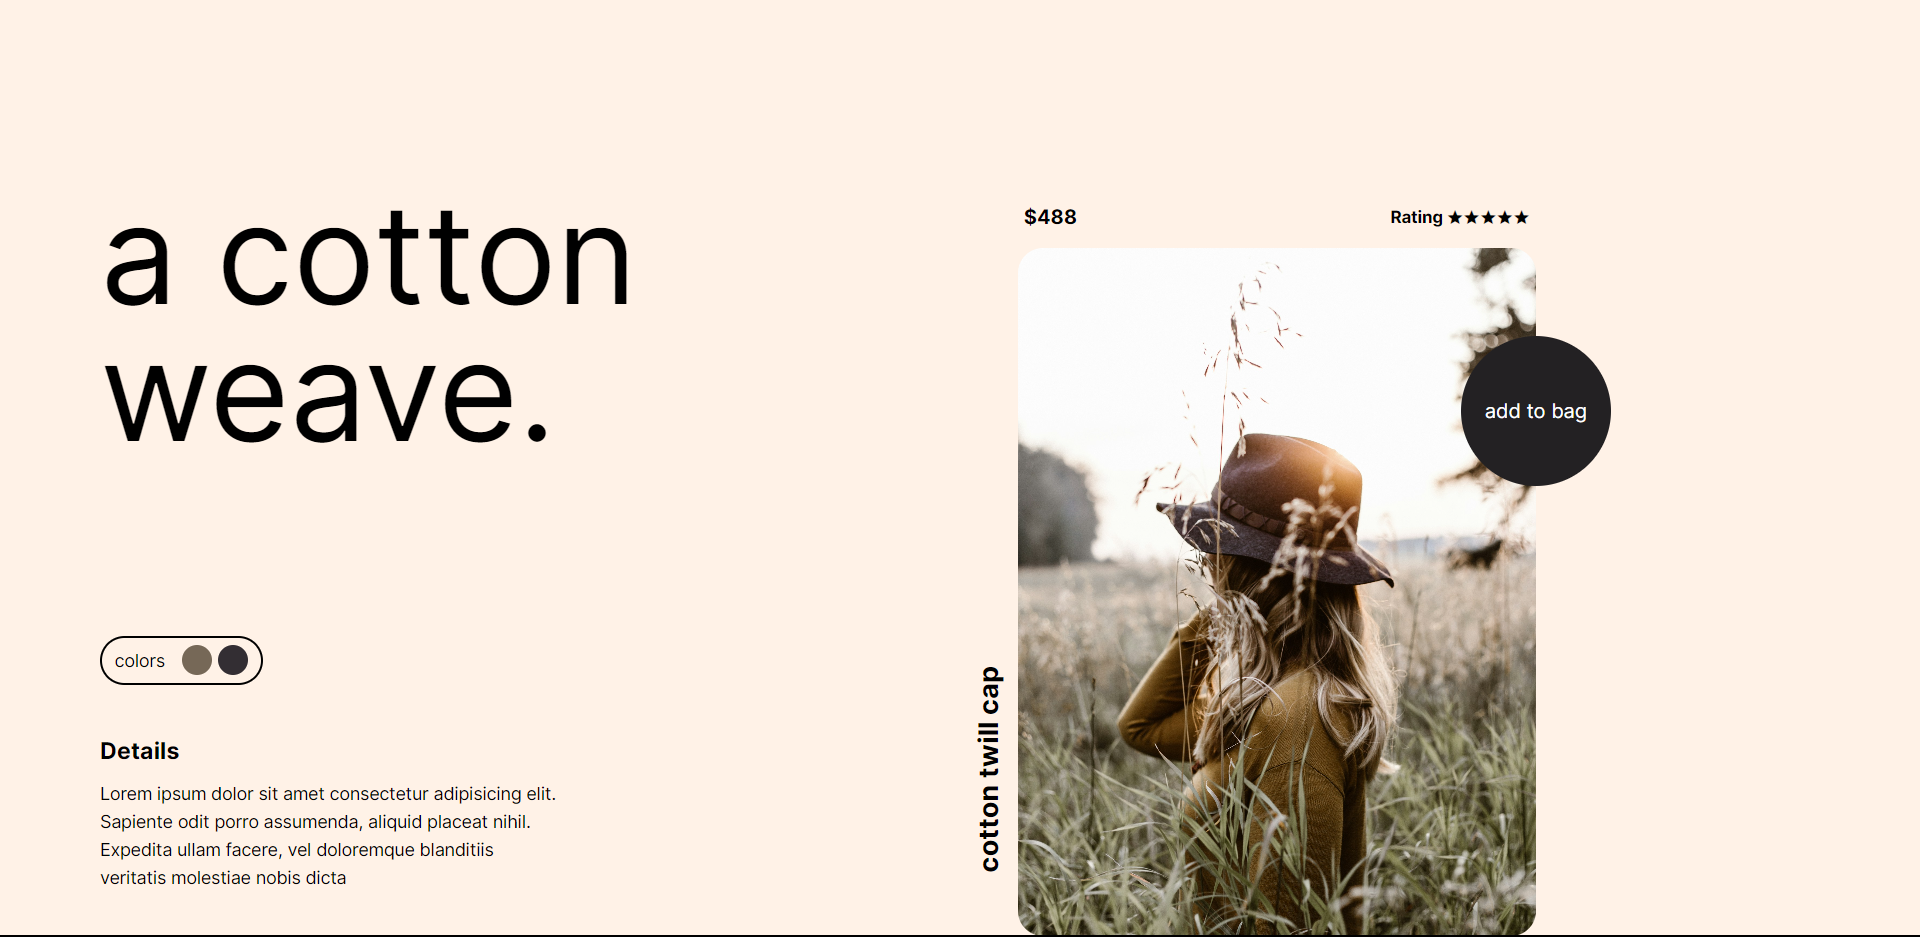 a cotton
weave.
colors
Details
Lorem ipsum dolor sit amet consectetur adipisicing elit.
Sapiente odit porro assumenda, aliquid placeat nihil.
Expedita ullam facere, vel doloremque blanditiis
veritatis molestiae nobis dicta
$488
Rating ★★★★★
add to bag
cotton twill cap